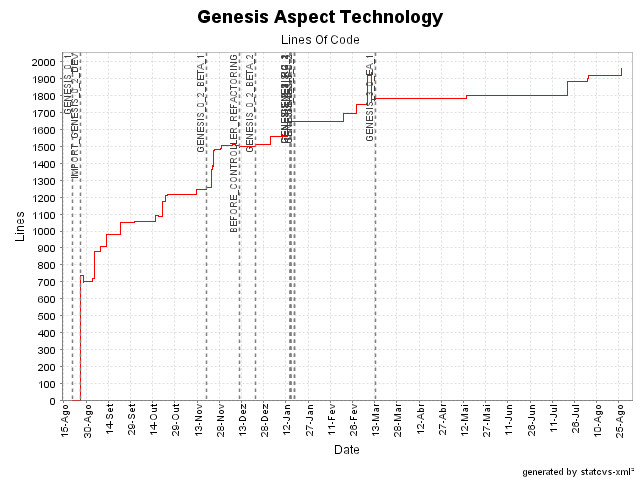 Genesis Aspect Technology
Lines Of Code
Lines
2000
1900
1800
1700
1600
1500
1400
1300
1200
1100
1000
900
800
700
600
500
400
300
200
100
0
GENESIS_0_1
IMPORT_GENESIS_0_2_DEV
GENESIS_0_2_BETA_1
BEFORE_CONTROLLER_REFACTORING
GENESIS_0_2_BETA_2
15-Ago
30-Ago
14-Set
29-Set
14-Out
29-Out
13-Nov
28-Nov
13-Dez
28-Dez
12-Jan
27-Jan
11-Fev
26-Fev
13-Mar
28-Mar
12-Abr
27-Abr
12-Mai
27-Mai
11-Jun
26-Jun
11-Jul
26-Jul
10-Ago
25-Ago
Date
generated by statcvs-xml²